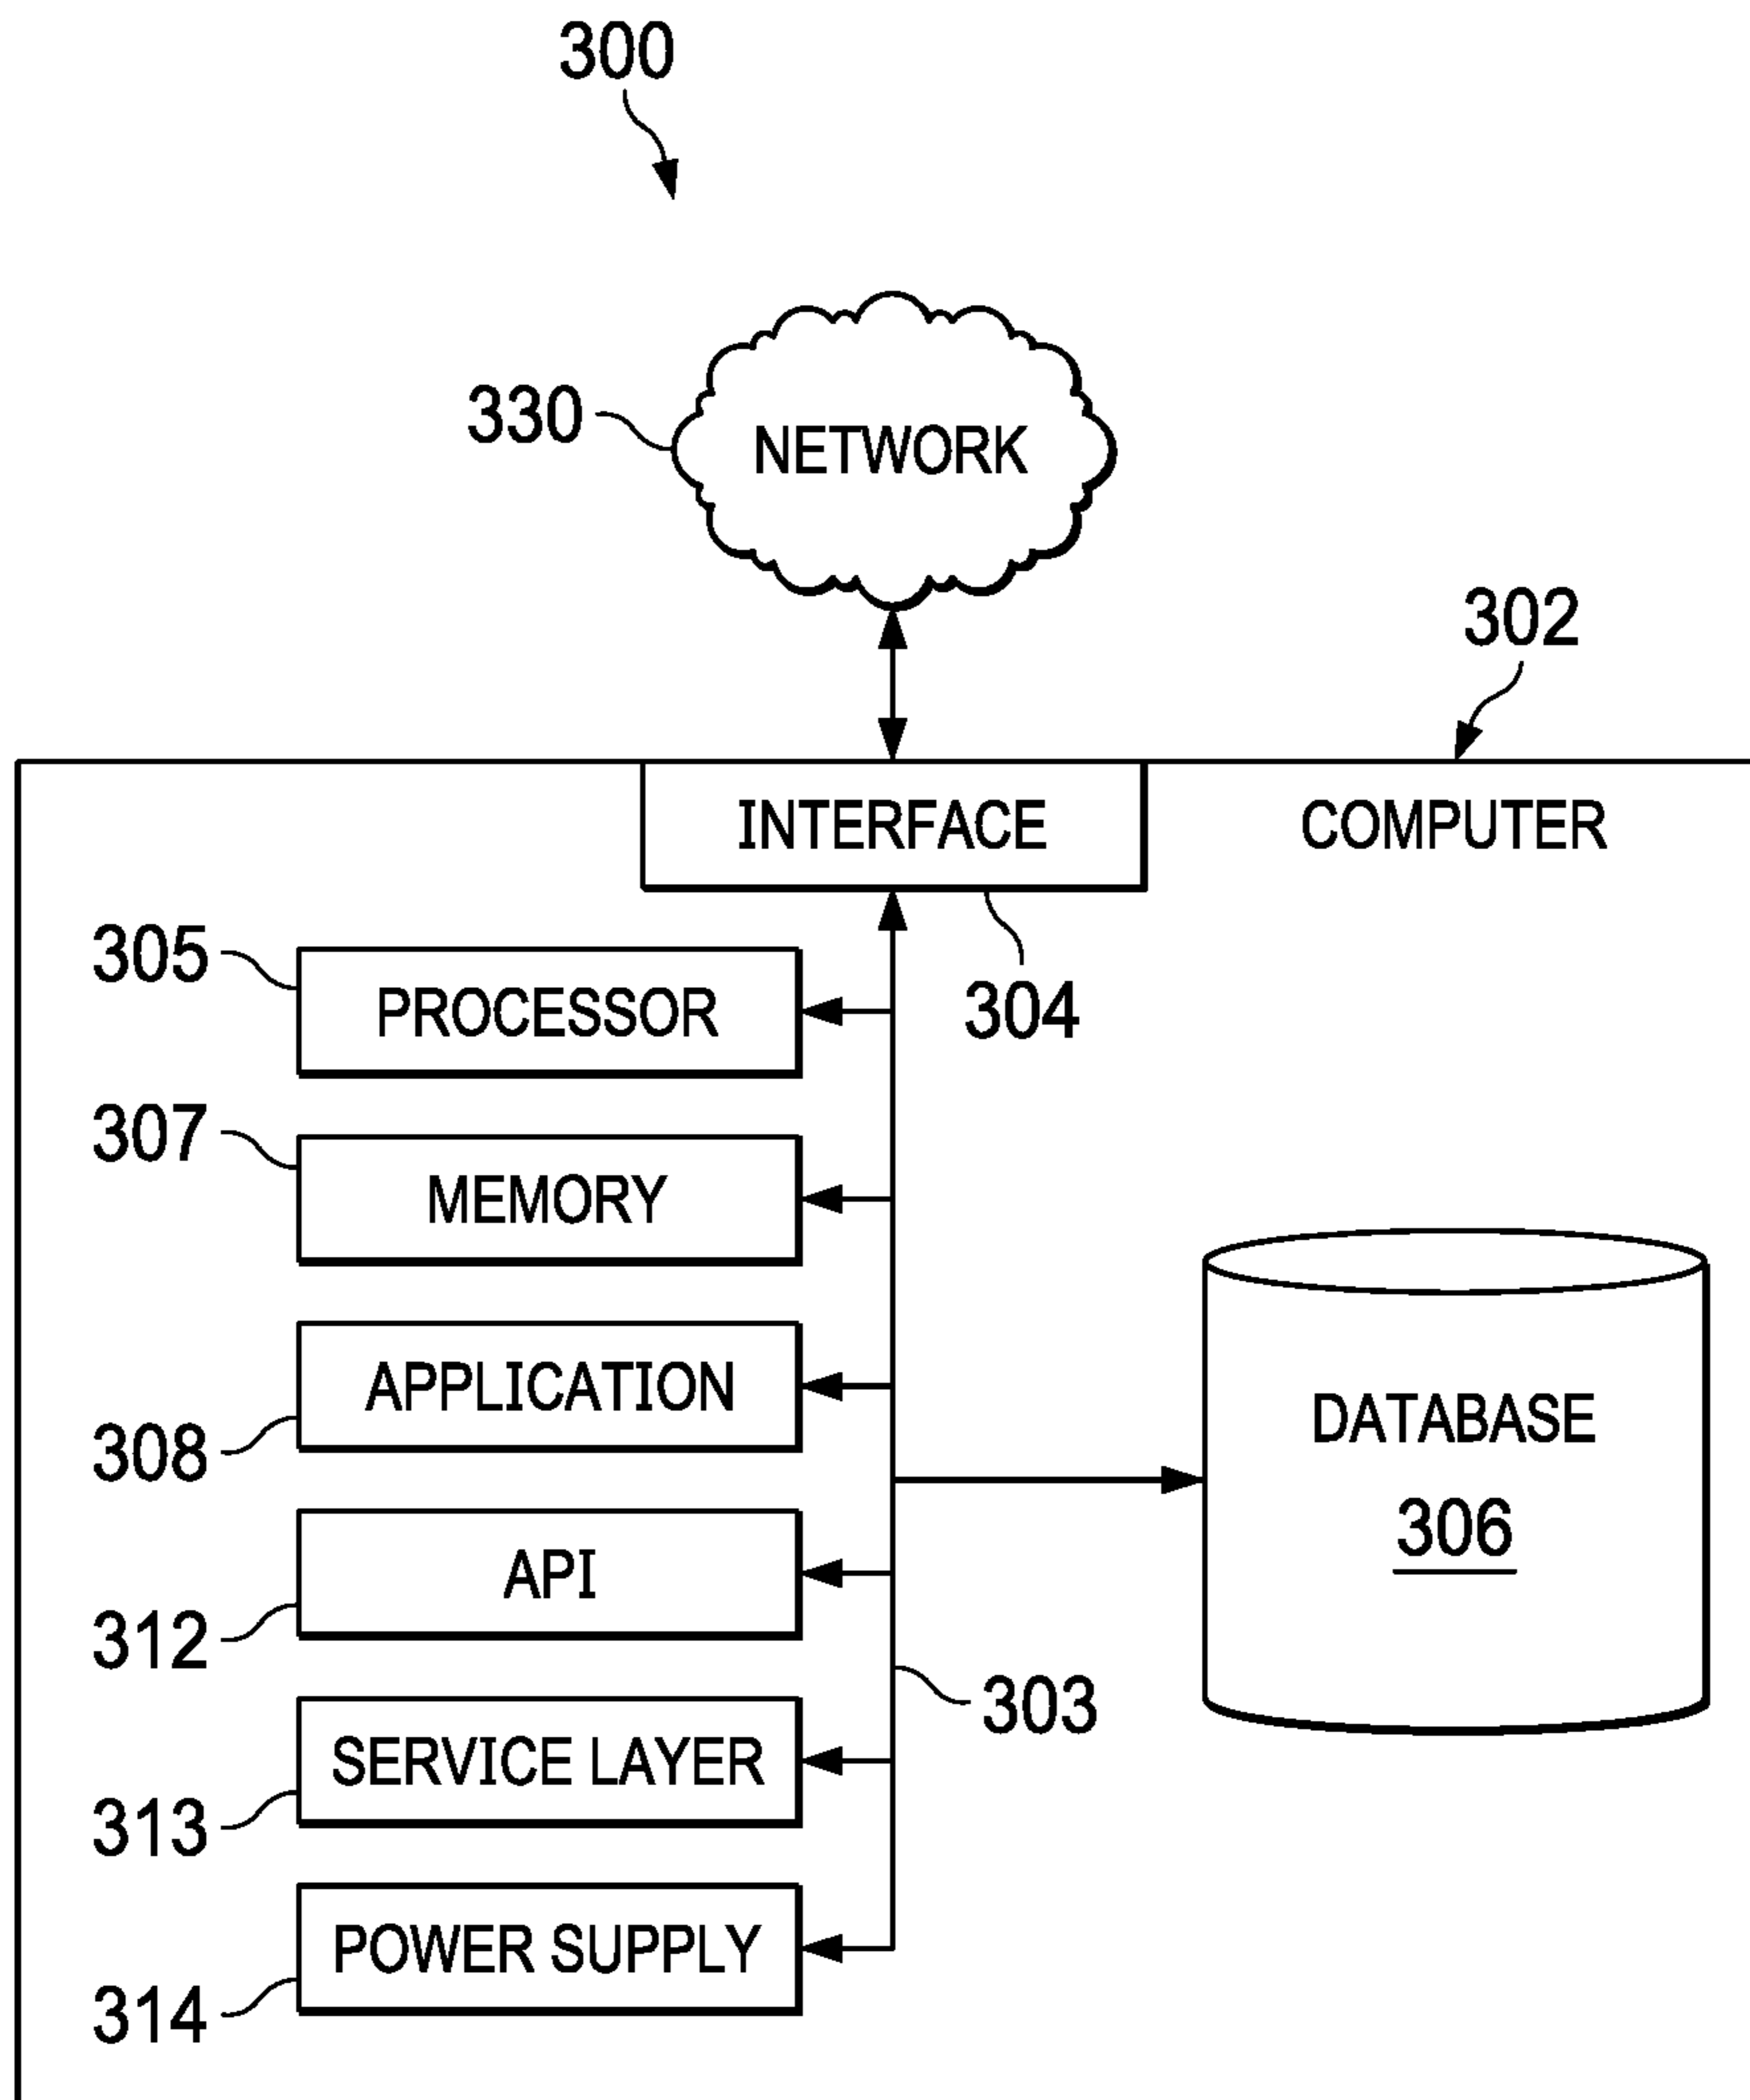 300
330
NETWORK
302
INTERFACE
COMPUTER
305
PROCESSOR
304
307
MEMORY
APPLICATION
308
DATABASE
306
API
312
303
SERVICE LAYER
313
POWER SUPPLY
314